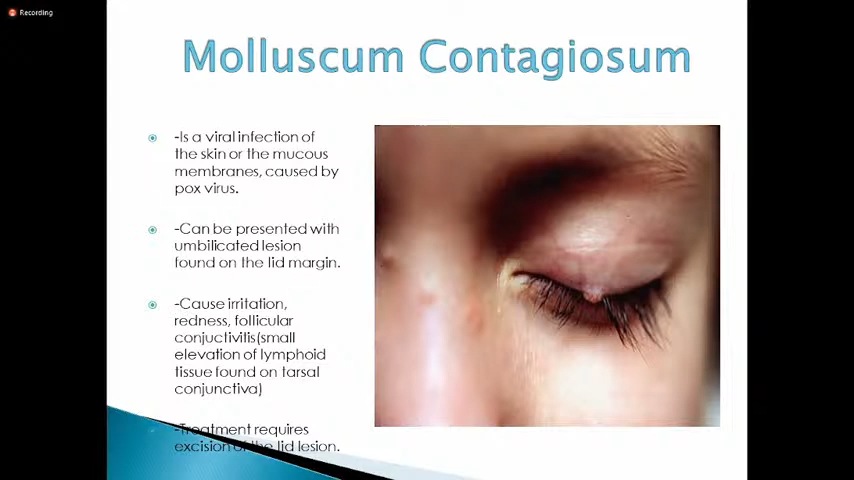 Recording
Molluscum Contagiosum
-Is a viral infection of
the skin or the mucous
membranes, caused by
pox virus.
-Can be presented with
umbilicated lesion
found on the lid margin.
-Cause irritation,
redness, follicular
conjuctivitis(small
elevation of lymphoid
tissue found on tarsal
conjunctiva)
-Treatment requires
excision of the lid lesion.